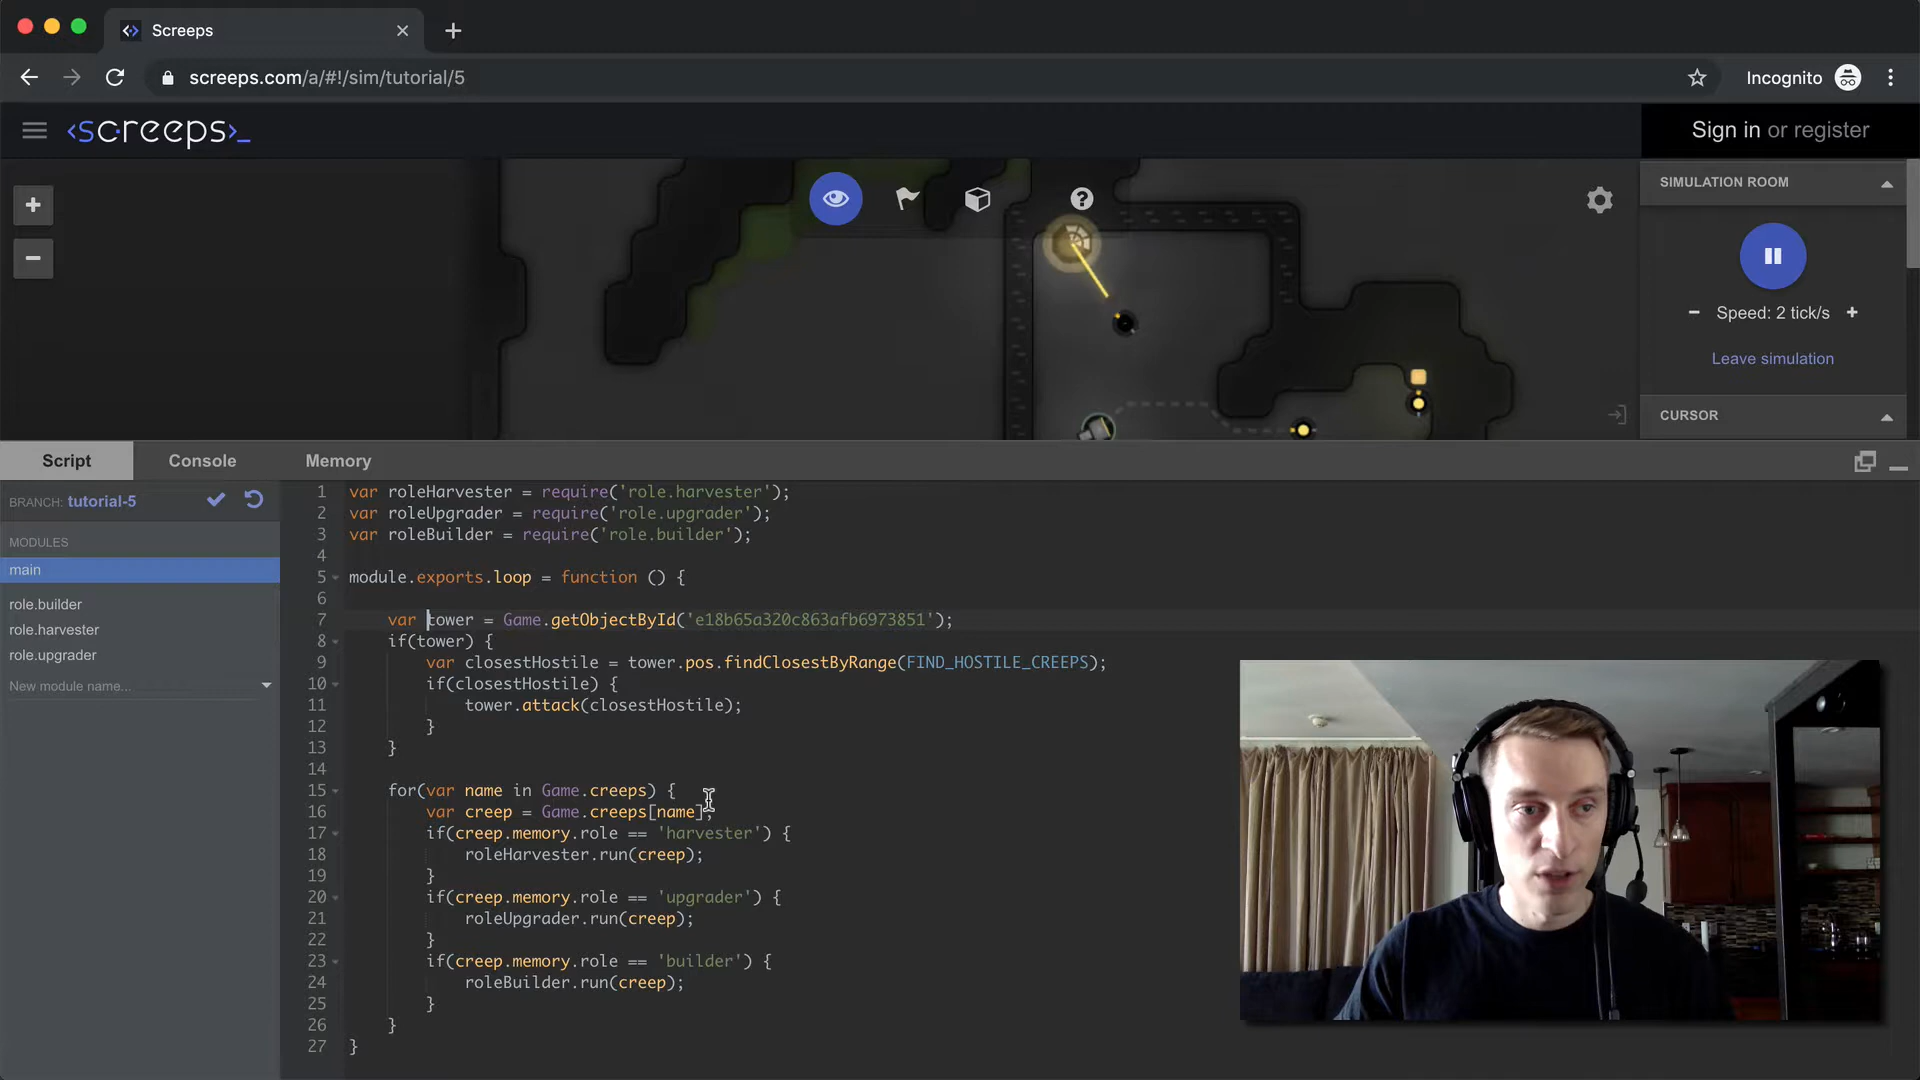 Screeps
screeps.com/a/#!/sim/tutorial/5
Incognito
<screeps>_
Sign in or register
SIMULATION ROOM
Speed: 2 tick/s
Leave simulation
CURSOR
Script
Console
Memory
BRANCH: tutorial-5
MODULES
main
role.builder
role.harvester
role.upgrader
New module name...
1 var roleHarvester = require('role.harvester');
2 var roleUpgrader = require('role.upgrader');
3 var roleBuilder = require('role.builder');
4
5 module.exports.loop = function () {
6
7 var tower = Game.getObjectById('e18b65a320c863afb6973851');
8 if(tower) {
9 var closestHostile = tower.pos.findClosestByRange(FIND_HOSTILE_CREEPS);
10 if(closestHostile) {
11 tower.attack(closestHostile);
12 }
13 }
14
15 for(var name in Game.creeps) {
16 var creep = Game.creeps[name];
17 if(creep.memory.role == 'harvester') {
18 roleHarvester.run(creep);
19 }
20 if(creep.memory.role == 'upgrader') {
21 roleUpgrader.run(creep);
22 }
23 if(creep.memory.role == 'builder') {
24 roleBuilder.run(creep);
25 }
26 }
27 }